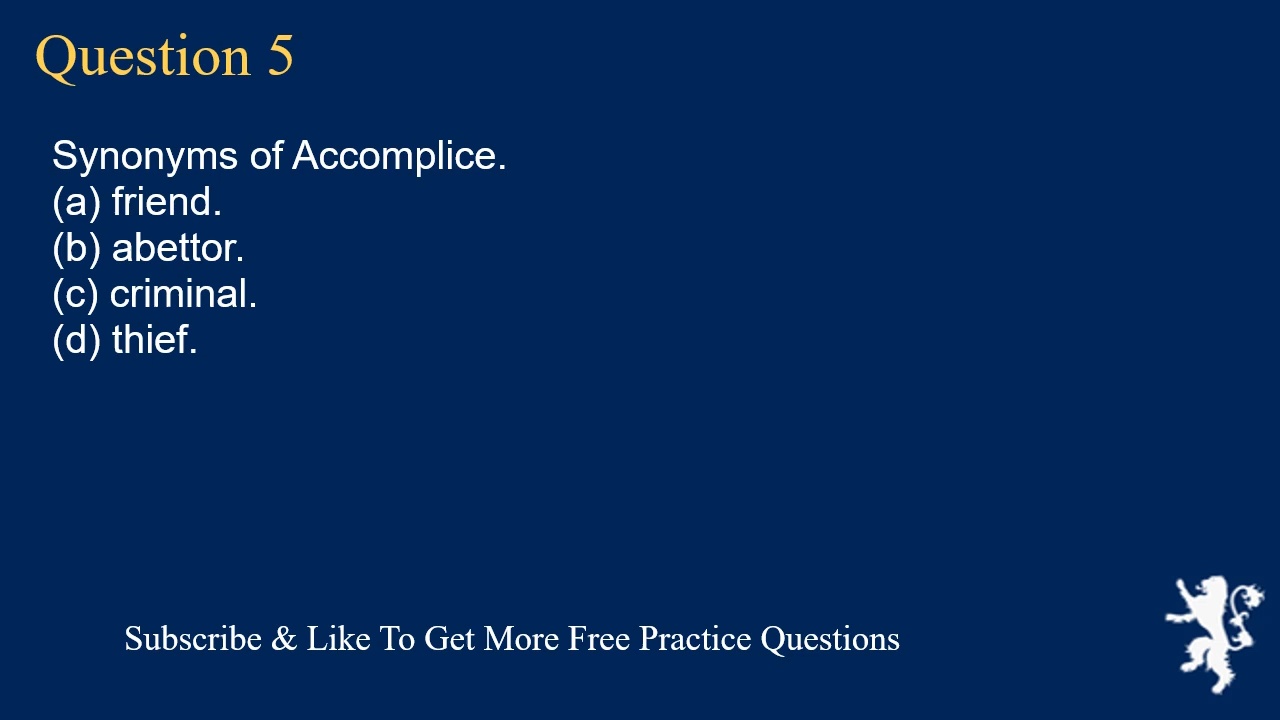 Question 5
Synonyms of Accomplice.
(a) friend.
(b) abettor.
(c) criminal.
(d) thief.
Subscribe & Like To Get More Free Practice Questions